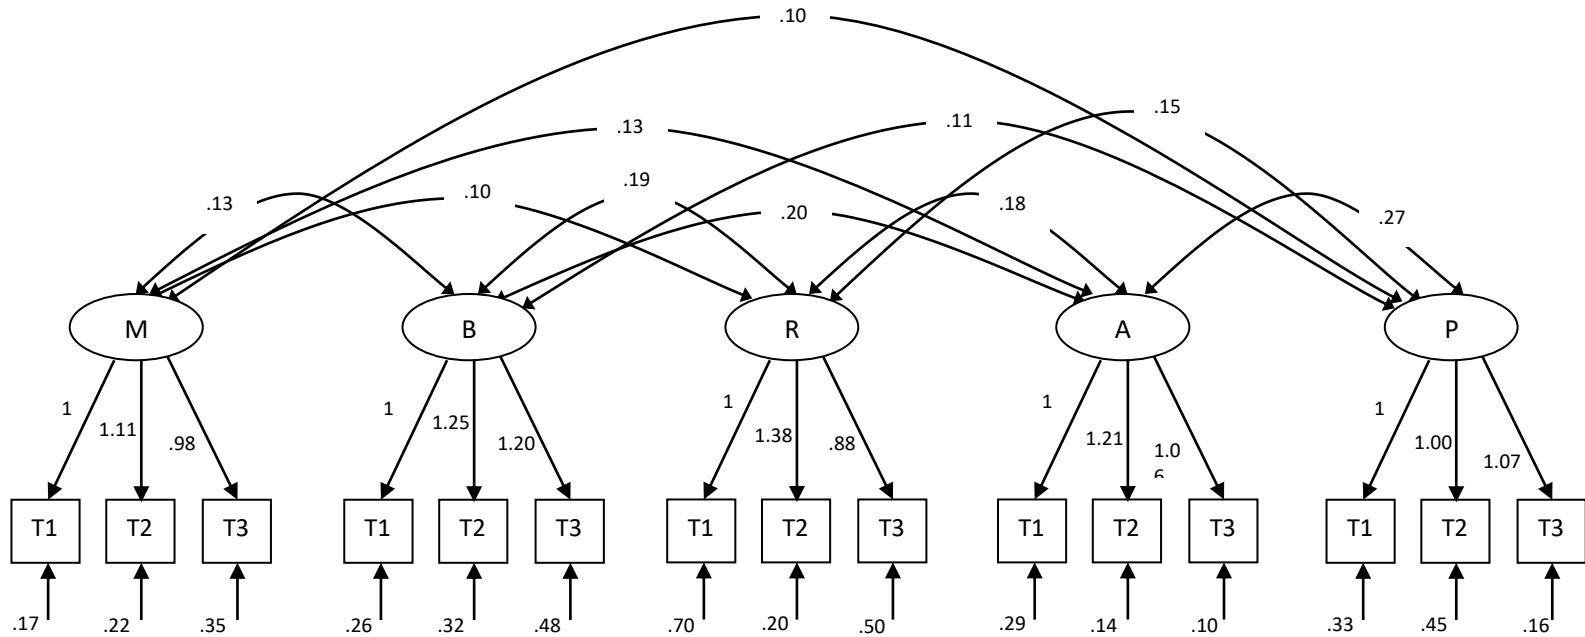 .10
.15
.11
.13
.19
.10
.13
.20
.18
.27
M B R A P
1 1.11 .98 1 1.25 1.20 1 1.38 .88 1 1.21 1.0 1 1.00 1.07
6
T1 T2 T3 T1 T2 T3 T1 T2 T3 T1 T2 T3 T1 T2 T3
.17 .22 .35 .26 .32 .48 .70 .20 .50 .29 .14 .10 .33 .45 .16